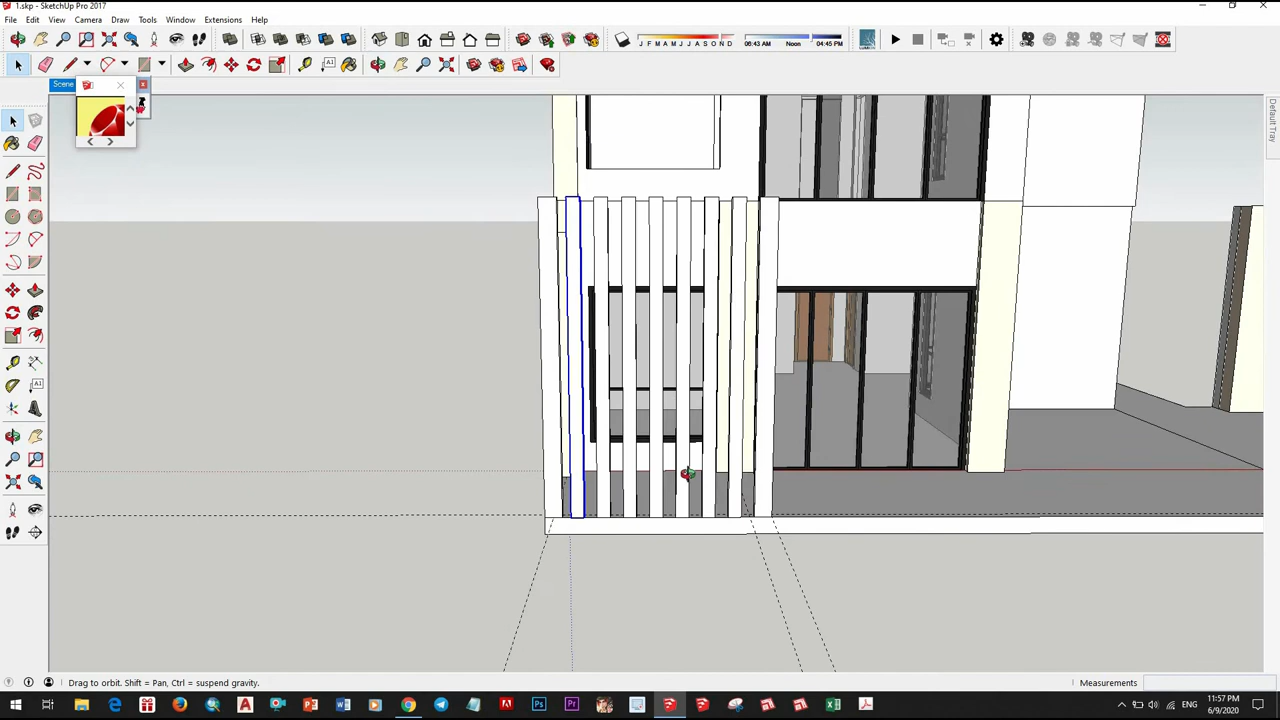 1.skp - SketchUp Pro 2017
File Edit View Camera Draw Tools Window Extensions Help
J F M A M J J A S O N D 06:43 AM Noon 04:45 PM
Scene
Default Tray
Drag to orbit. Shift = Pan, Ctrl = suspend gravity.
Measurements
11:57 PM
ENG
6/9/2020